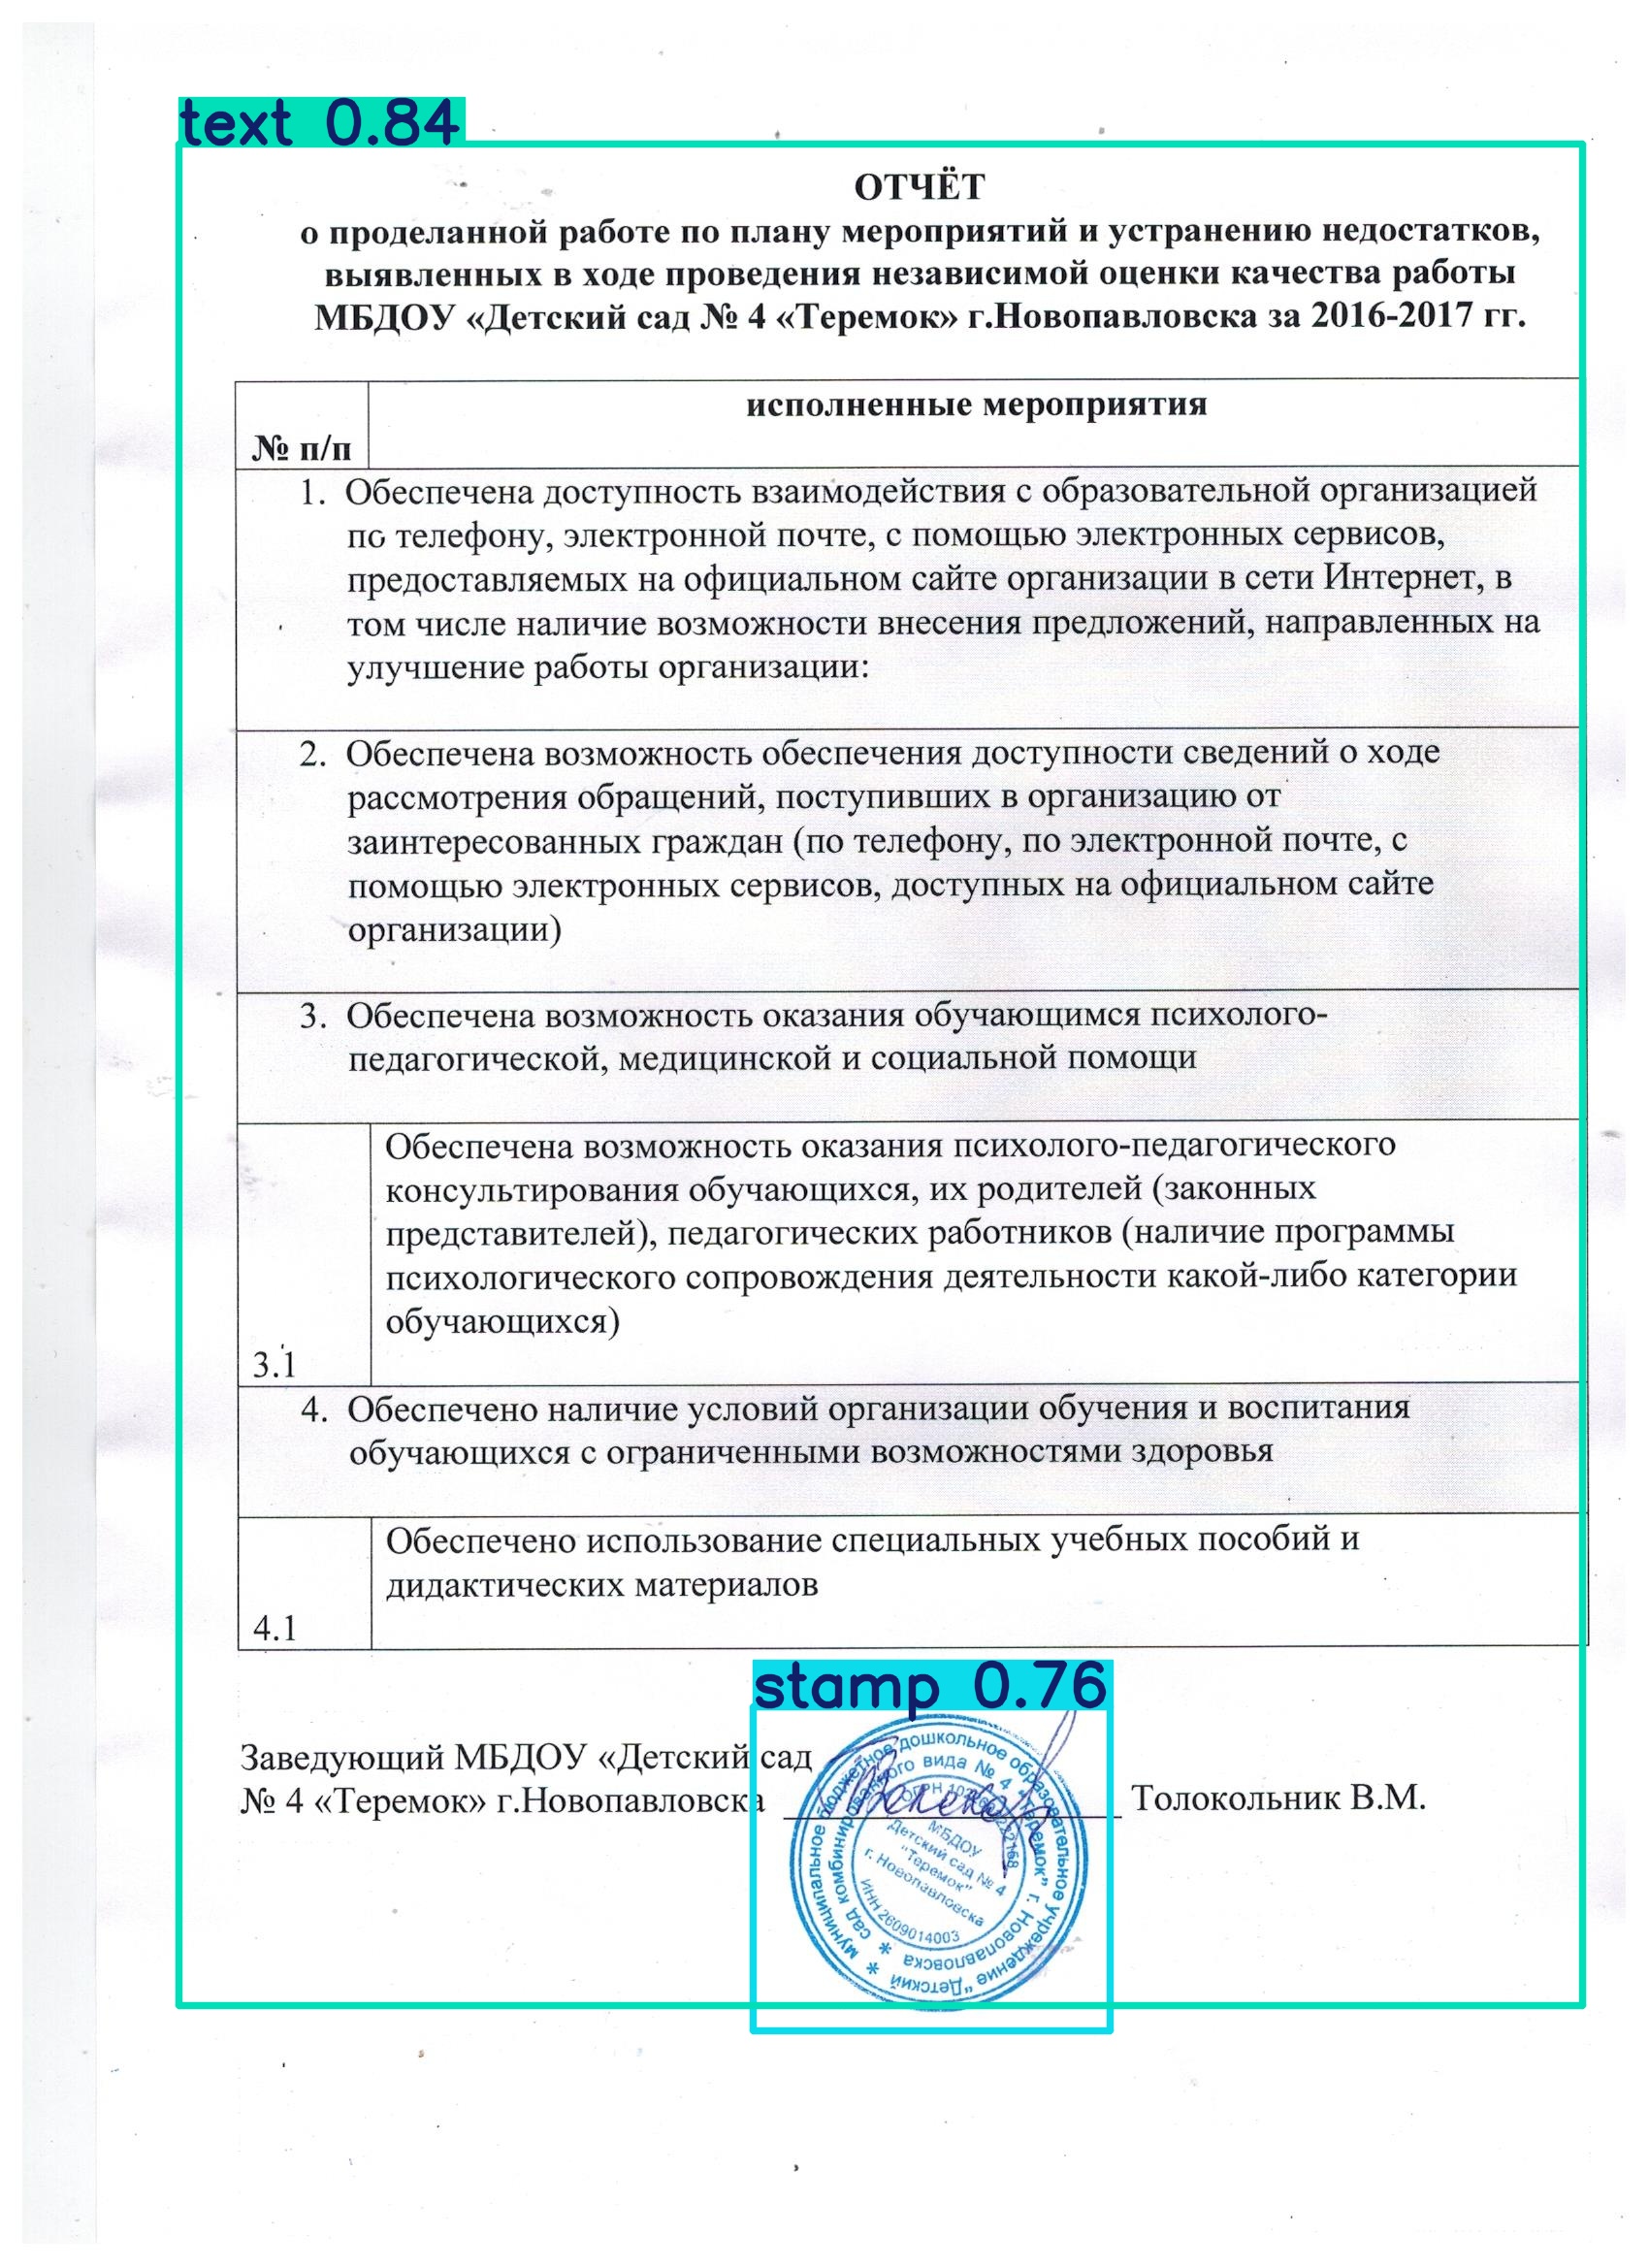 text 0.84
ОТЧЁТ
о проделанной работе по плану мероприятий и устранению недостатков,
выявленных в ходе проведения независимой оценки качества работы
МБДОУ «Детский сад № 4 «Теремок» г.Новопавловска за 2016-2017 гг.
№ п/п
исполненные мероприятия
1. Обеспечена доступность взаимодействия с образовательной организацией
по телефону, электронной почте, с помощью электронных сервисов,
предоставляемых на официальном сайте организации в сети Интернет, в
том числе наличие возможности внесения предложений, направленных на
улучшение работы организации:
2. Обеспечена возможность обеспечения доступности сведений о ходе
рассмотрения обращений, поступивших в организацию от
заинтересованных граждан (по телефону, по электронной почте, с
помощью электронных сервисов, доступных на официальном сайте
организации)
3. Обеспечена возможность оказания обучающимся психолого-
педагогической, медицинской и социальной помощи
3.1
Обеспечена возможность оказания психолого-педагогического
консультирования обучающихся, их родителей (законных
представителей), педагогических работников (наличие программы
психологического сопровождения деятельности какой-либо категории
обучающихся)
4. Обеспечено наличие условий организации обучения и воспитания
обучающихся с ограниченными возможностями здоровья
4.1
Обеспечено использование специальных учебных пособий и
дидактических материалов
stamp 0.76
Заведующий МБДОУ «Детский сад
№ 4 «Теремок» г.Новопавловска Толокольник В.М.
муниципальное бюджетное дошкольное образовательное учреждение "Детский
сад комбинированного вида № 4 "Теремок" г. Новопавловска
ОГРН
МБДОУ
Детский сад № 4
"Теремок"
г. Новопавловска
ИНН 2609014003